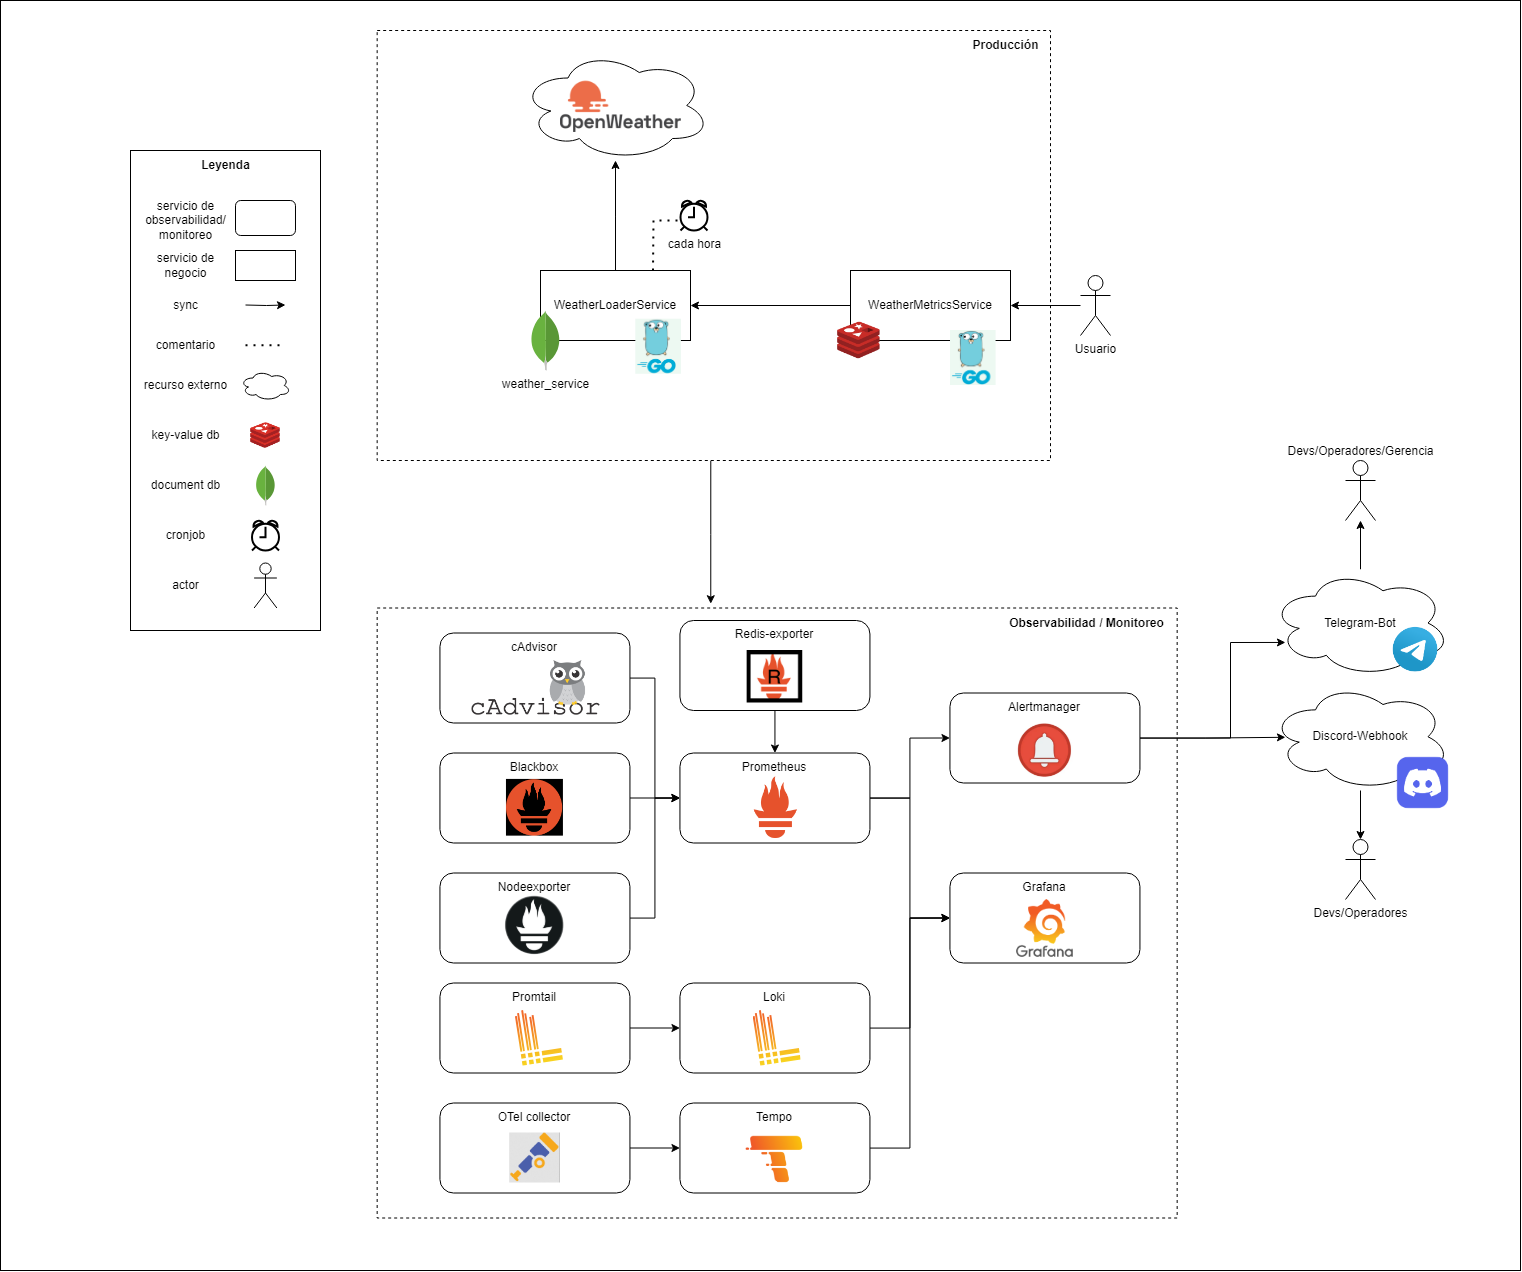 Producción
OpenWeather
cada hora
WeatherLoaderService
GO
weather_service
WeatherMetricsService
GO
Usuario
Leyenda
servicio de
observabilidad/
monitoreo
servicio de
negocio
sync
comentario
recurso externo
key-value db
document db
cronjob
actor
Observabilidad / Monitoreo
cAdvisor
cAdvisor
Redis-exporter
R
Blackbox
Prometheus
Alertmanager
Nodeexporter
Grafana
Grafana
Promtail
Loki
OTel collector
Tempo
Devs/Operadores/Gerencia
Telegram-Bot
Discord-Webhook
Devs/Operadores